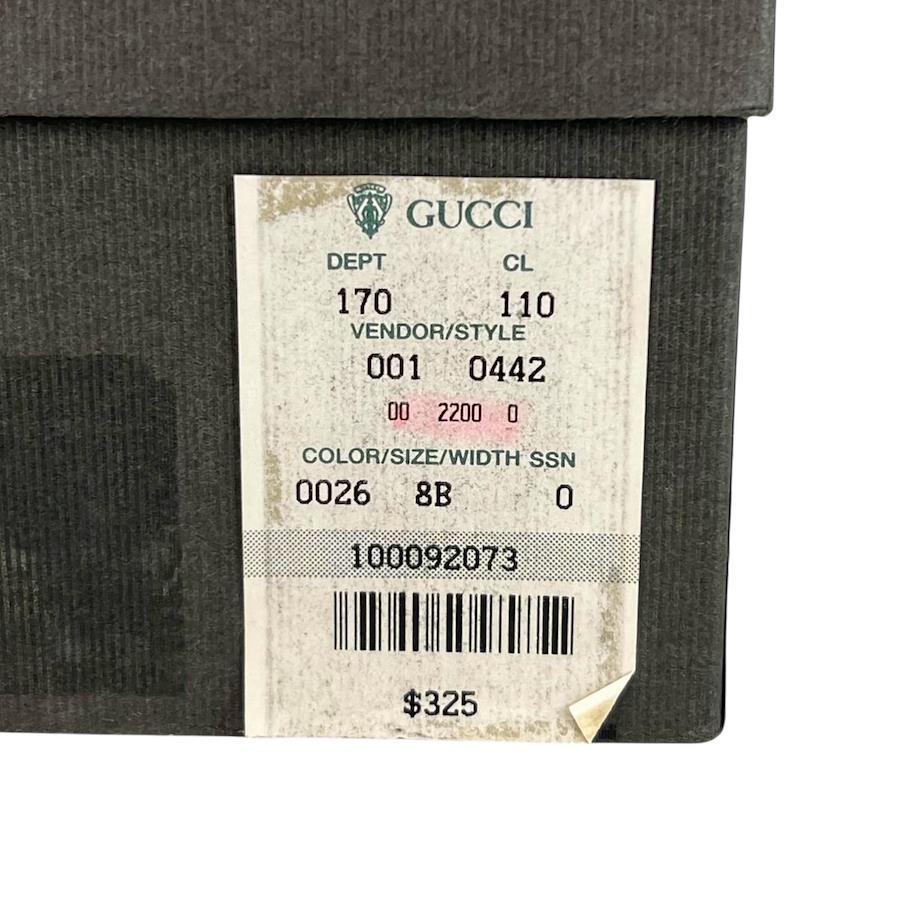 GUCCI
DEPT CL
170 110
VENDOR/STYLE
001 0442
00 2200 0
COLOR/SIZE/WIDTH SSN
0026 8B 0
100092073
$325